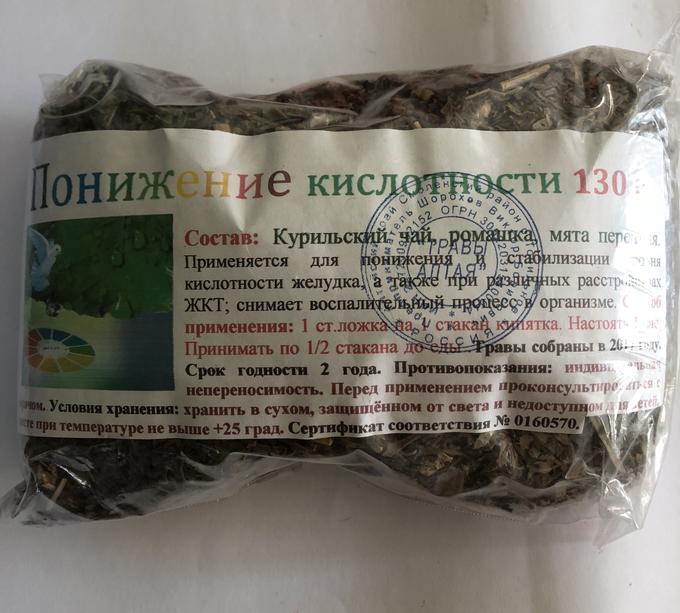 Понижение кислотности 130
Состав: Курильский чай, ромашка, мята
Применяется для понижения и стабилизации
кислотности желудка, а также при различных
ЖКТ; снимает воспалительный процесс в организме.
применения: 1 ст.ложка на 1 стакан кипятка. Настоять
Принимать по 1/2 стакана до еды. Травы собраны в году.
Срок годности 2 года. Противопоказания:
непереносимость. Перед применением проконсультироваться с
Условия хранения: хранить в сухом, защищённом от света и недоступном для детей,
при температуре не выше +25 град. Сертификат соответствия № 0160570.
"ТРАВЫ
АЛТАЯ"
РОССИЯ